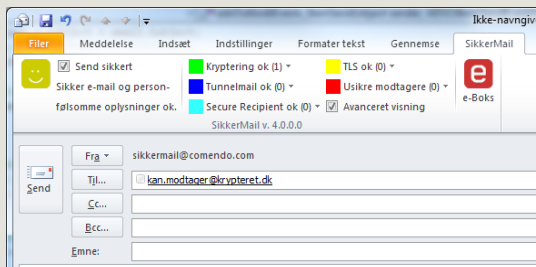 Ikke-navngiv
Filer Meddelelse Indsæt Indstillinger Formater tekst Gennemse SikkerMail
Send sikkert Kryptering ok (1) TLS ok (0)
Sikker e-mail og person- Tunnelmail ok (0) Usikre modtagere (0)
følsomme oplysninger ok. Secure Recipient ok (0) Avanceret visning
e e-Boks
SikkerMail v. 4.0.0.0
Fra sikkermail@comendo.com
Send
Til... kan.modtager@krypteret.dk
Cc...
Bcc...
Emne: